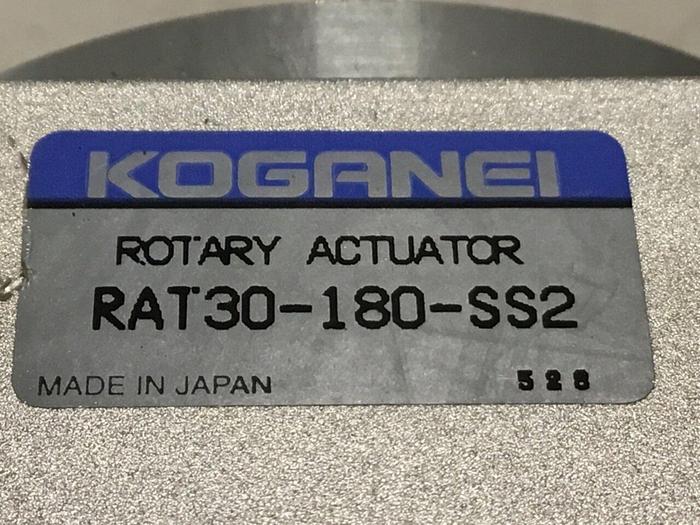 KOGANEI
ROTARY ACTUATOR
RAT30-180-SS2
MADE IN JAPAN 528